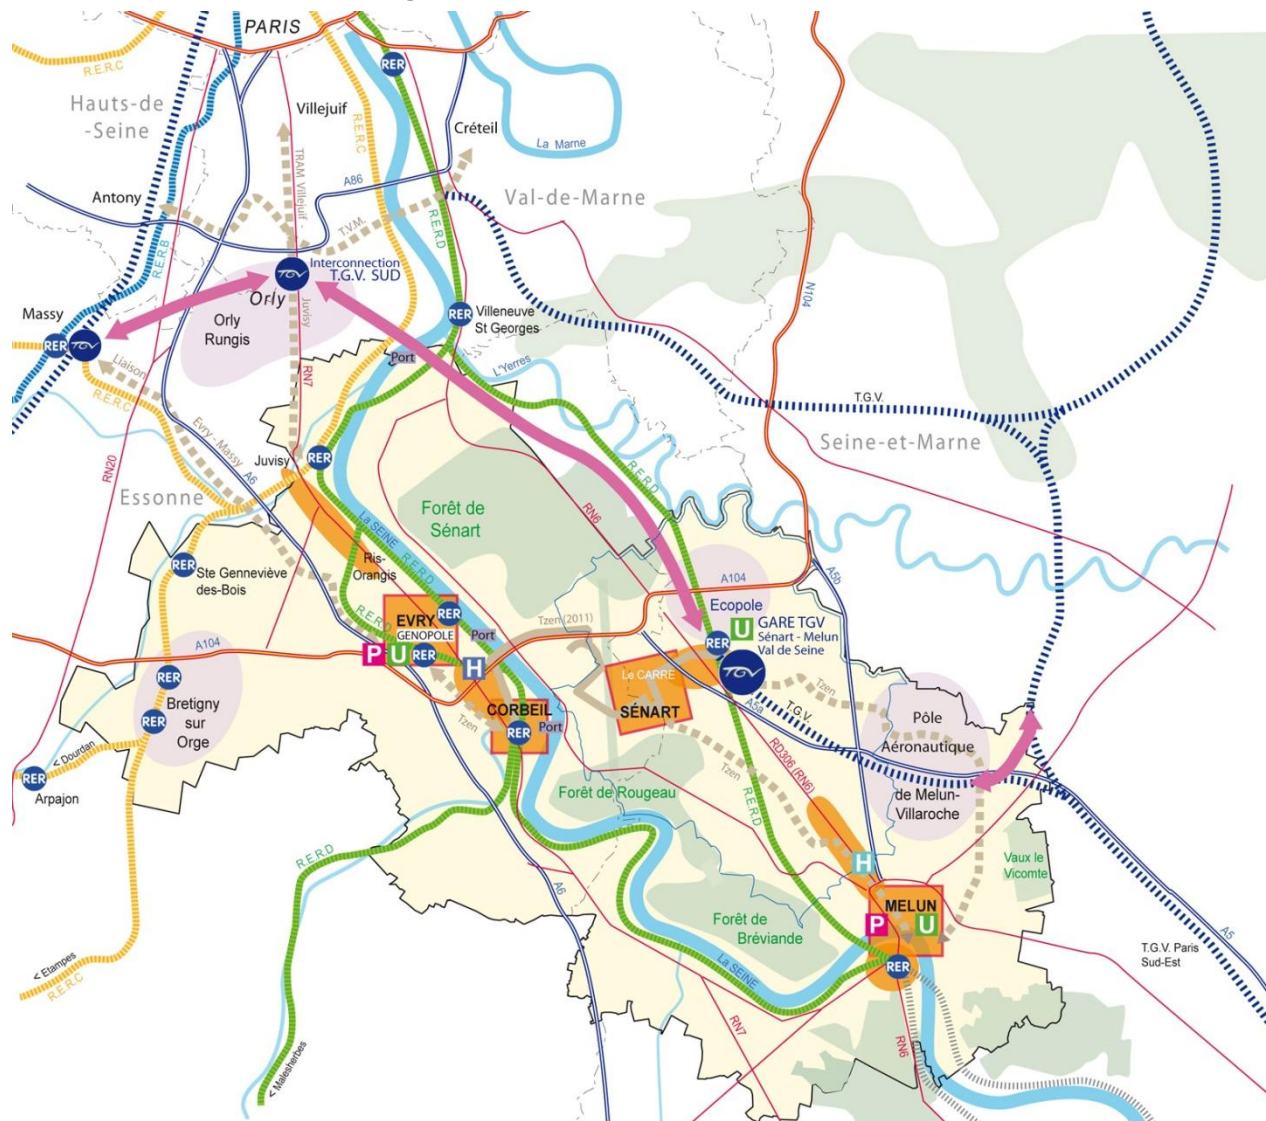 PARIS
R.E.R.C
RER
Hauts-de
-Seine
Villejuif
R.E.R.C
Créteil
La Marne
TRAM Villejuif -
Juvisy
Antony
A86
Val-de-Marne
R.E.R.B
T.V.M.
R.E.R.D
TGV
Interconnection
T.G.V. SUD
N104
Orly
Massy
Orly
Rungis
RER
Villeneuve
St Georges
RER
TGV
Liaison
Evry - Massy
RN7
Port
L'Yerres
T.G.V.
R.E.R.C
Seine-et-Marne
RN20
A6
Juvisy
RER
R.E.R.D
Essonne
Forêt de
Sénart
RN6
La SEINE
R.E.R.D
RER
Ste Genneviève
des-Bois
Ris-
Orangis
A104
A5b
Ecopole
Tzen (2011)
U
GARE TGV
Sénart - Melun
Val de Seine
R.E.R.D
EVRY
RER
GENOPOLE
Port
A104
P
U
RER
H
RER
TGV
Le CARRE
Tzen
RER
Bretigny
sur
Orge
RER
Tzen
CORBEIL
RER
Port
SÉNART
A5a
T.G.V.
Pôle
Aéronautique
de Melun-
Villaroche
< Dourdan
RER
Arpajon
RD306 (RN6)
Tzen
R.E.R.D
Forêt de Rougeau
R.E.R.D
A6
H
Vaux le
Vicomte
MELUN
P
U
Forêt de
Bréviande
RER
A5
T.G.V. Paris
Sud-Est
< Etampes
R.E.R.C
La SEINE
RN7
RN6
< Malesherbes